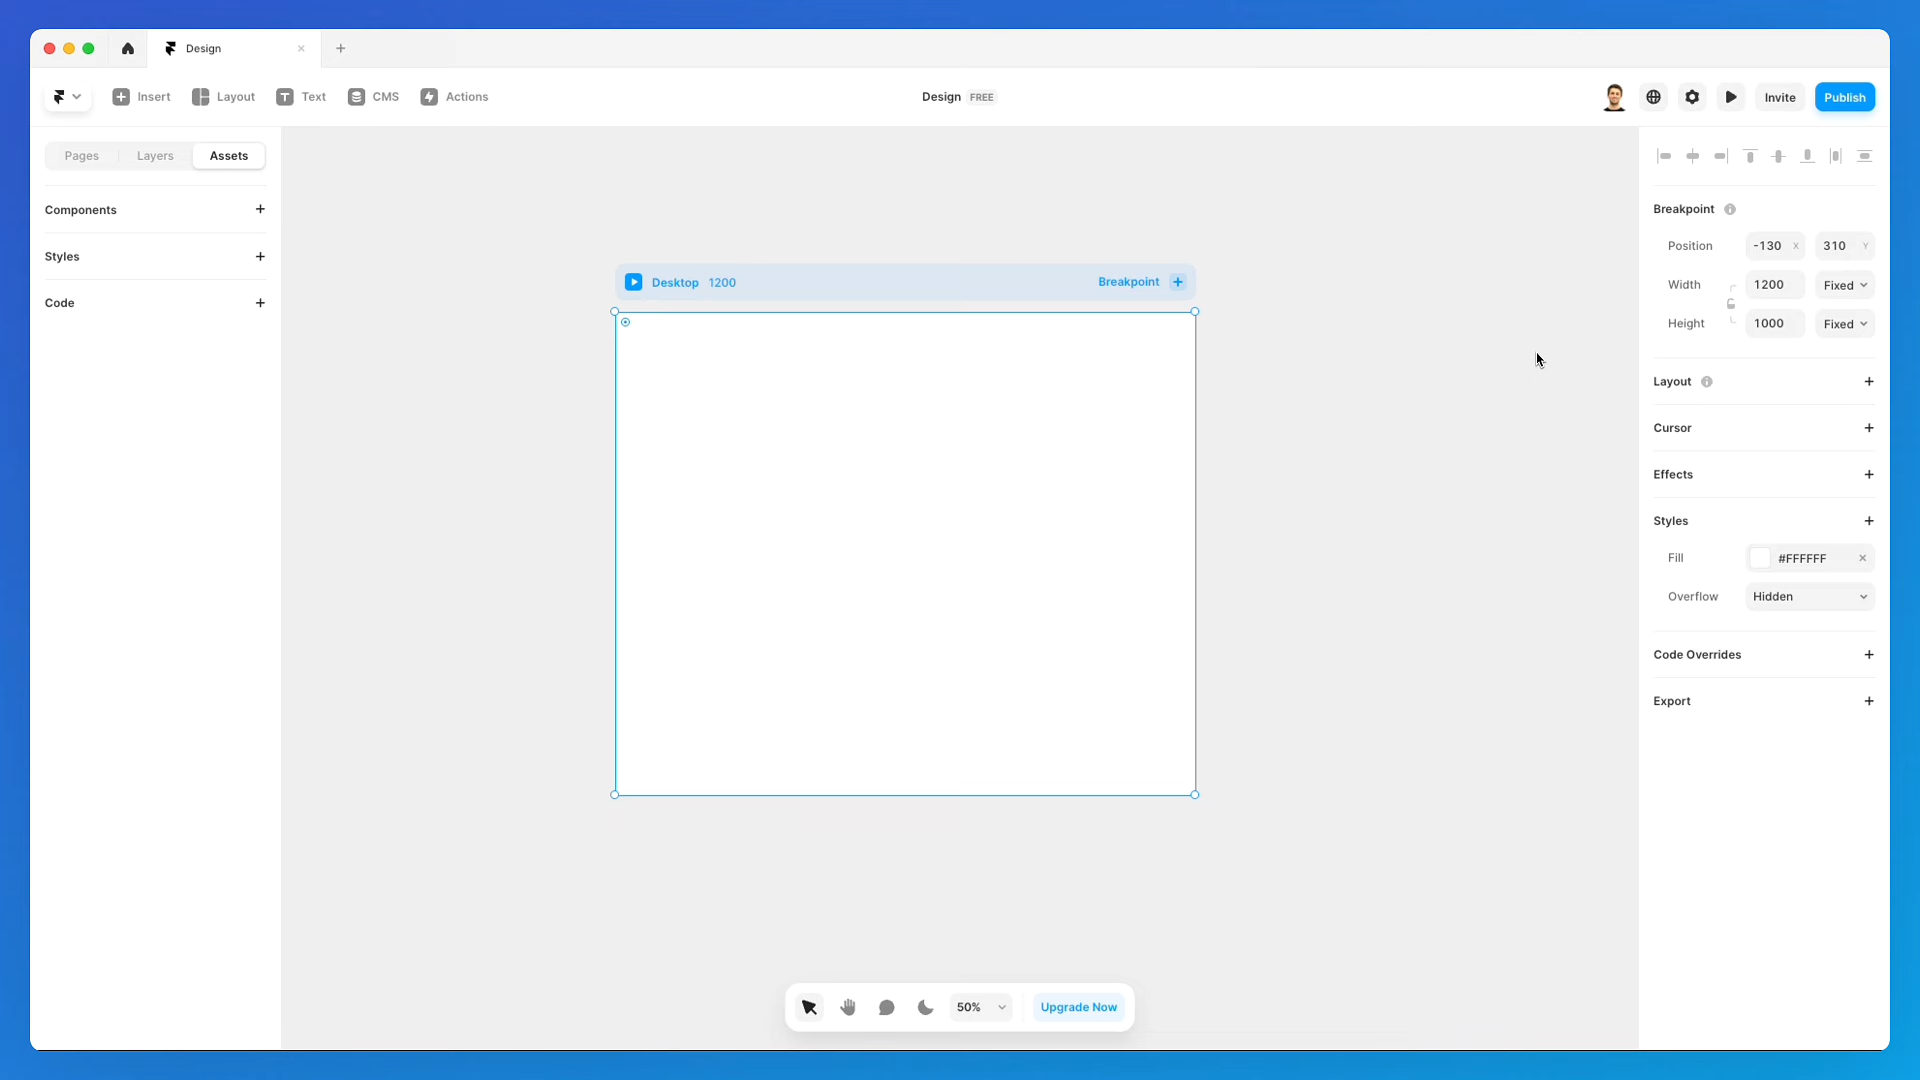 Design
Insert Layout Text CMS Actions
Design FREE
Invite Publish
Pages Layers Assets
Components
Styles
Code
Desktop 1200 Breakpoint
Breakpoint
Position -130 X 310 Y
Width 1200 Fixed
Height 1000 Fixed
Layout
Cursor
Effects
Styles
Fill #FFFFFF
Overflow Hidden
Code Overrides
Export
50% Upgrade Now